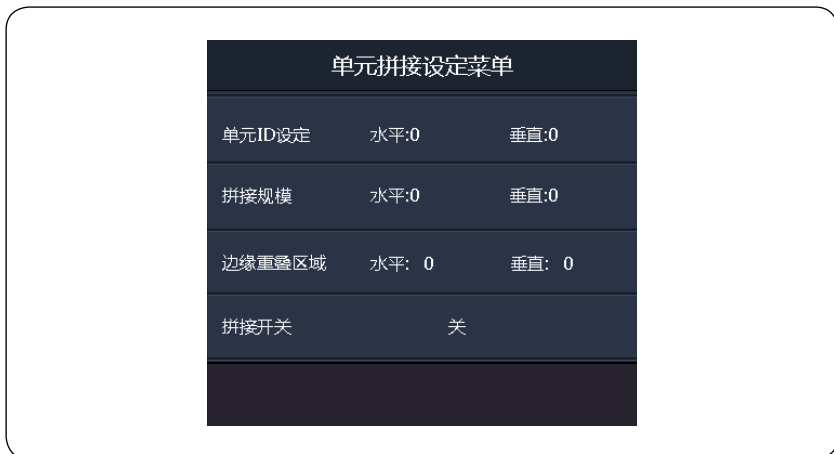 单元拼接设定菜单
单元ID设定 水平:0 垂直:0
拼接规模 水平:0 垂直:0
边缘重叠区域 水平: 0 垂直: 0
拼接开关 关